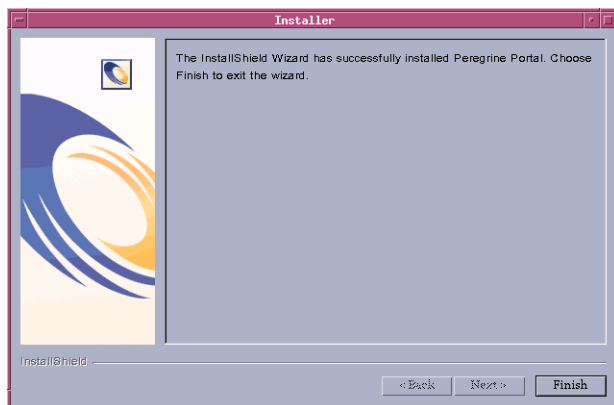 Installer
The InstallShield Wizard has successfully installed Peregrine Portal. Choose
Finish to exit the wizard.
InstallShield
< Back Next > Finish